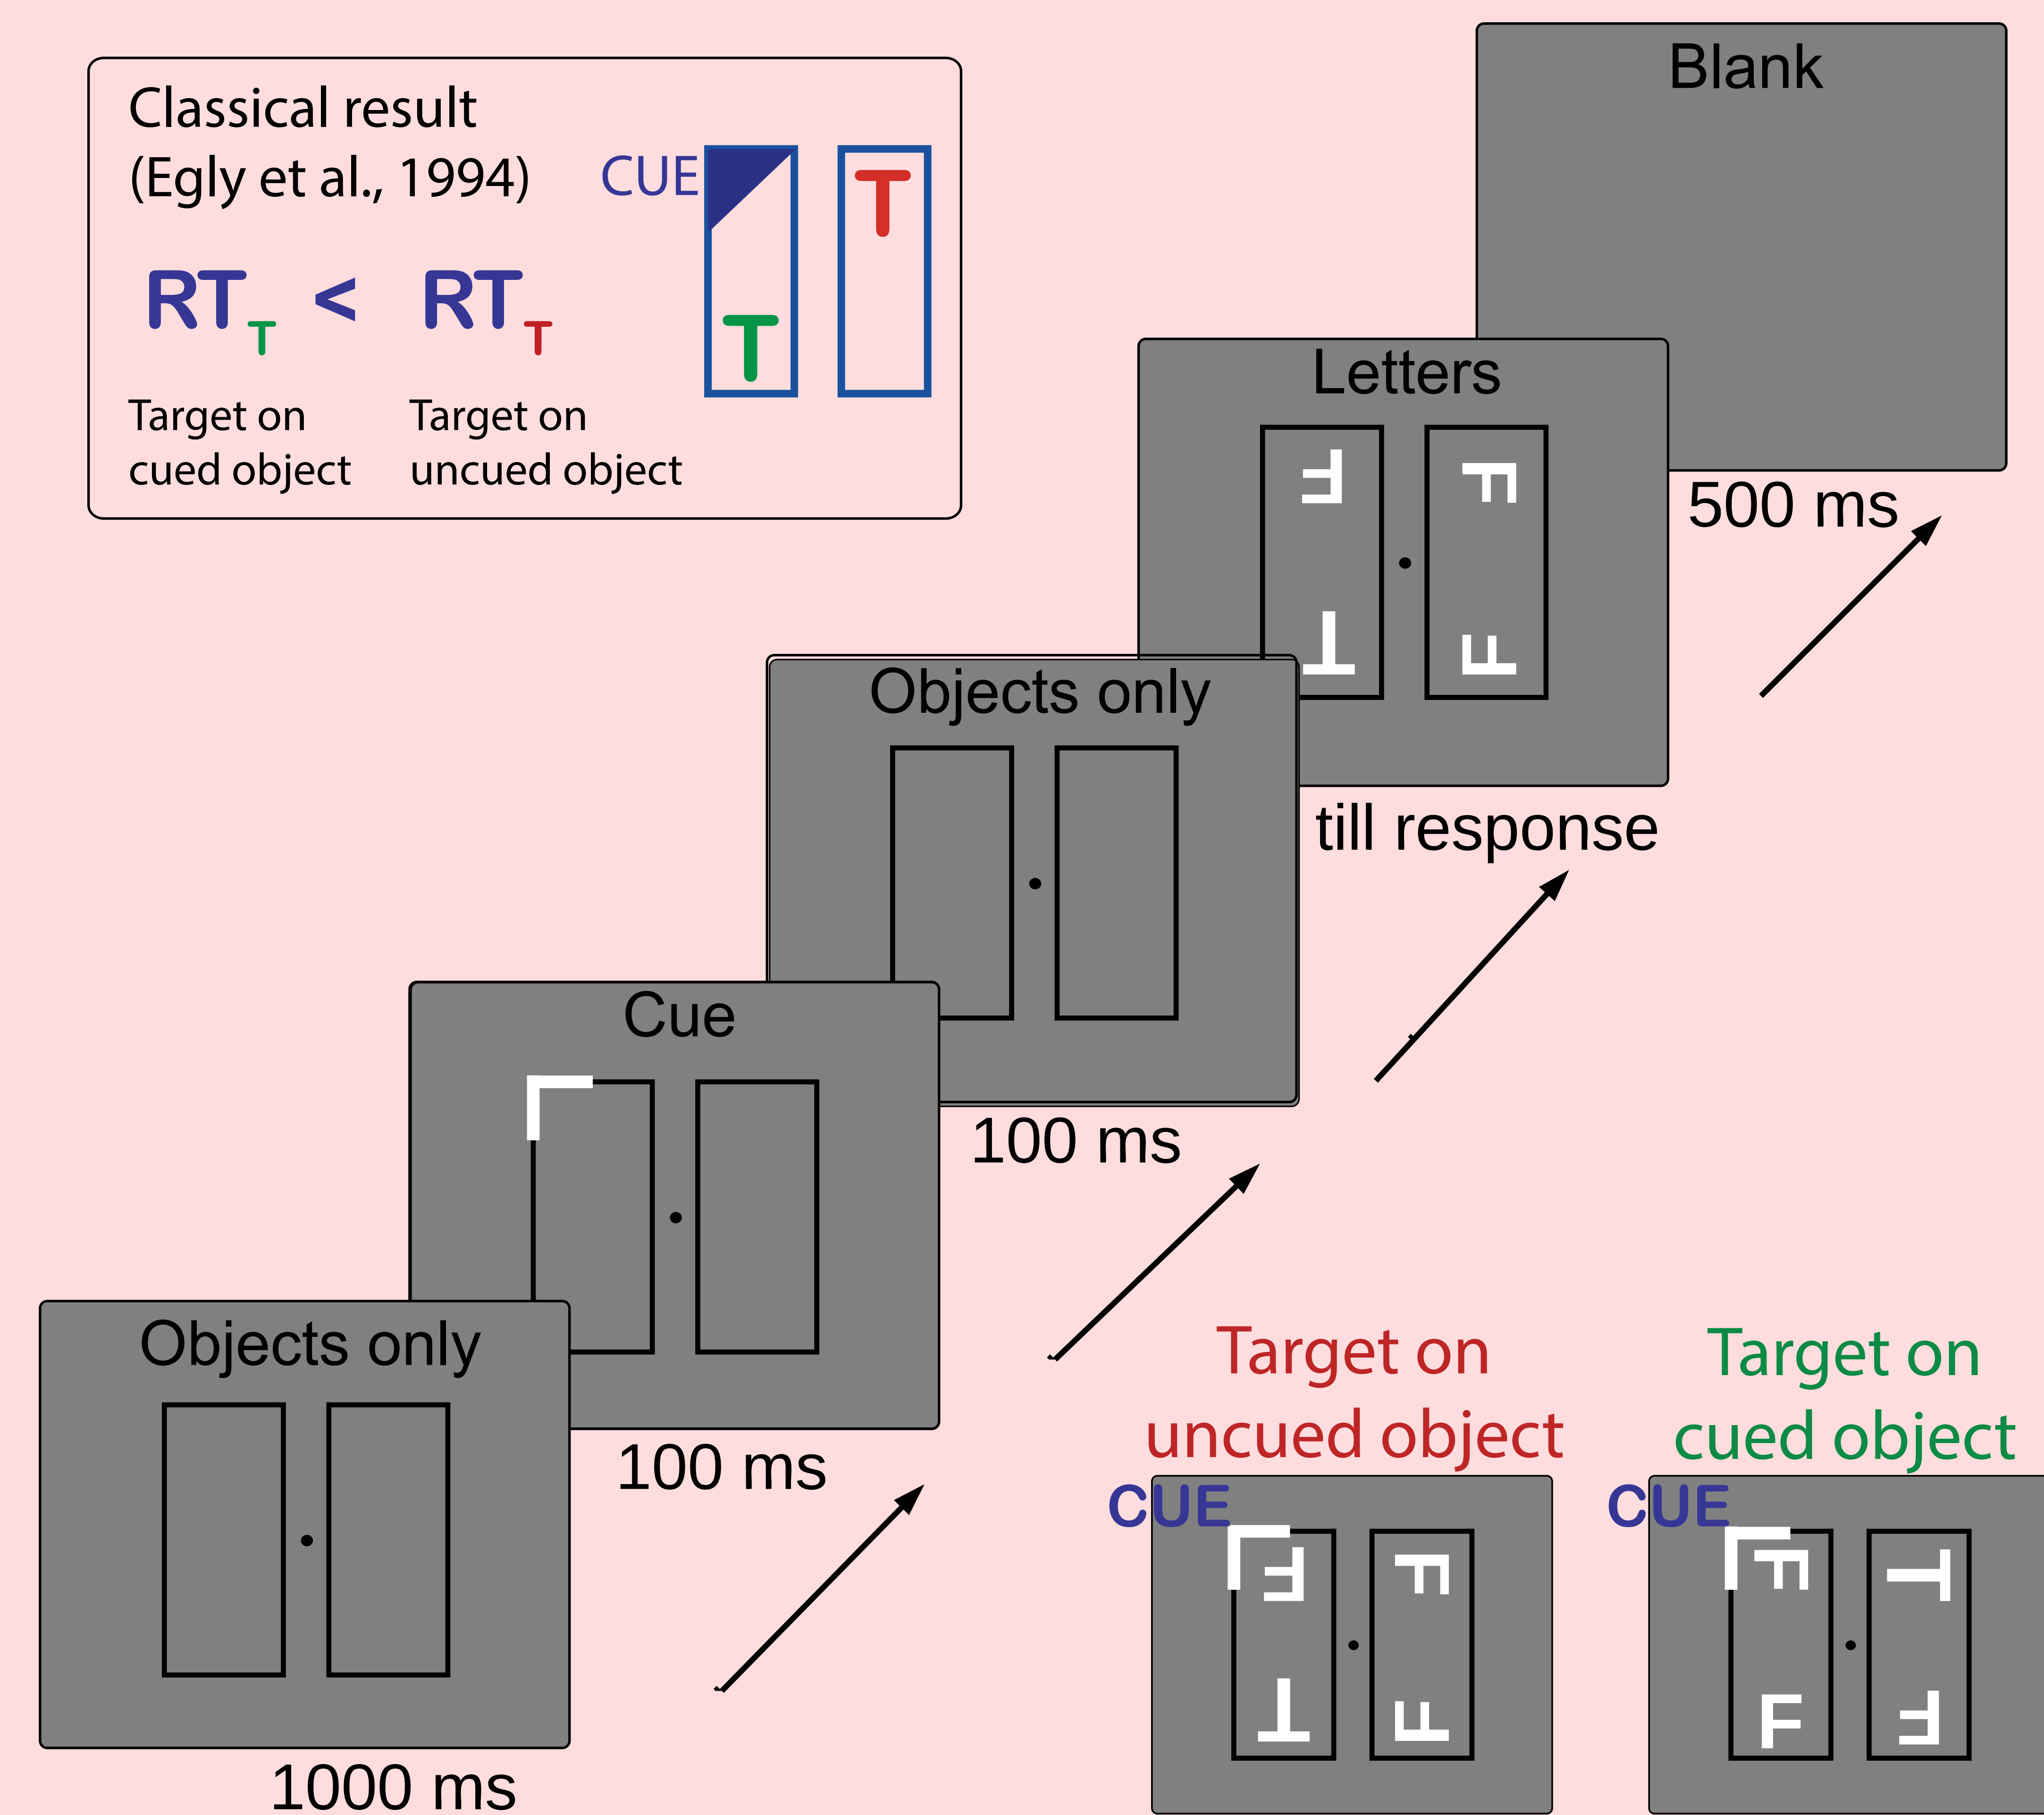 Blank
Classical result
(Egly et al., 1994)
CUE
T
RT T < RT T
T
Target on
cued object
Target on
uncued object
Letters
F
F
T
F
500 ms
Objects only
till response
Cue
100 ms
Objects only
100 ms
1000 ms
Target on
uncued object
CUE
F
F
T
F
Target on
cued object
CUE
F
T
F
F